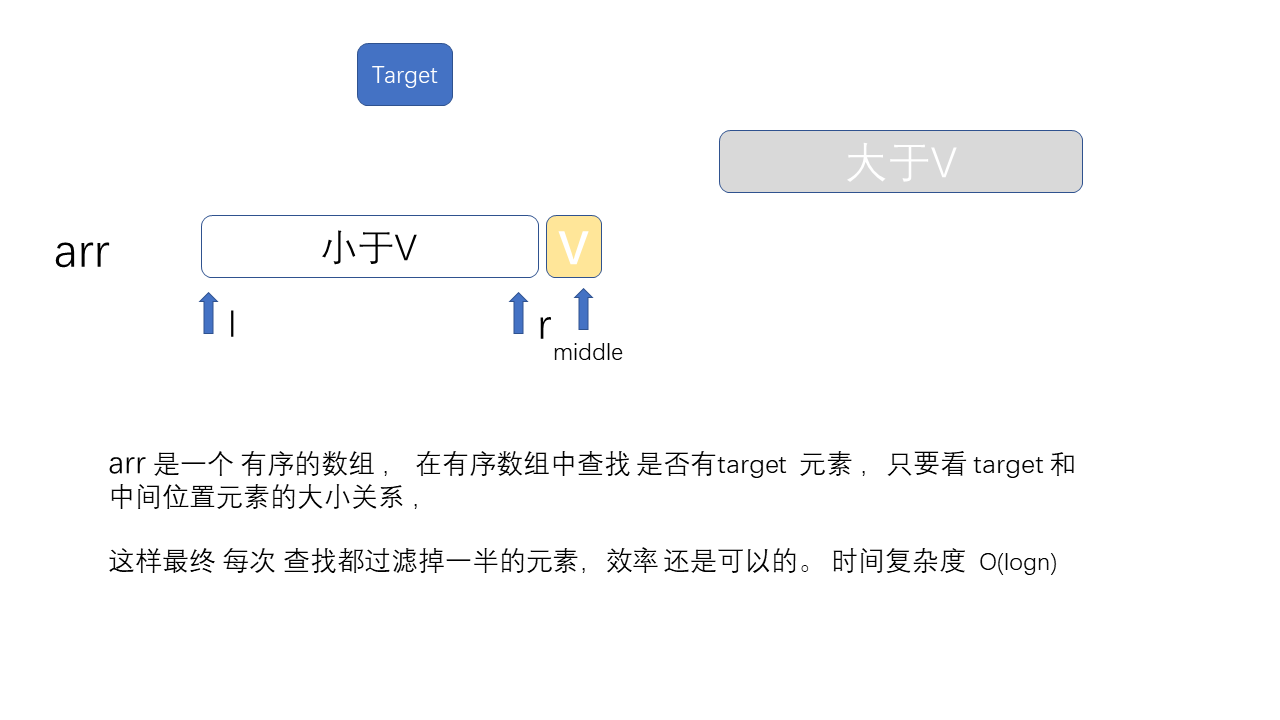 Target
大于V
arr
小于V
V
l
r
middle
arr 是一个 有序的数组 ， 在有序数组中查找 是否有target 元素 ， 只要看 target 和
中间位置元素的大小关系 ，
这样最终 每次 查找都过滤掉一半的元素， 效率 还是可以的。 时间复杂度 O(logn)